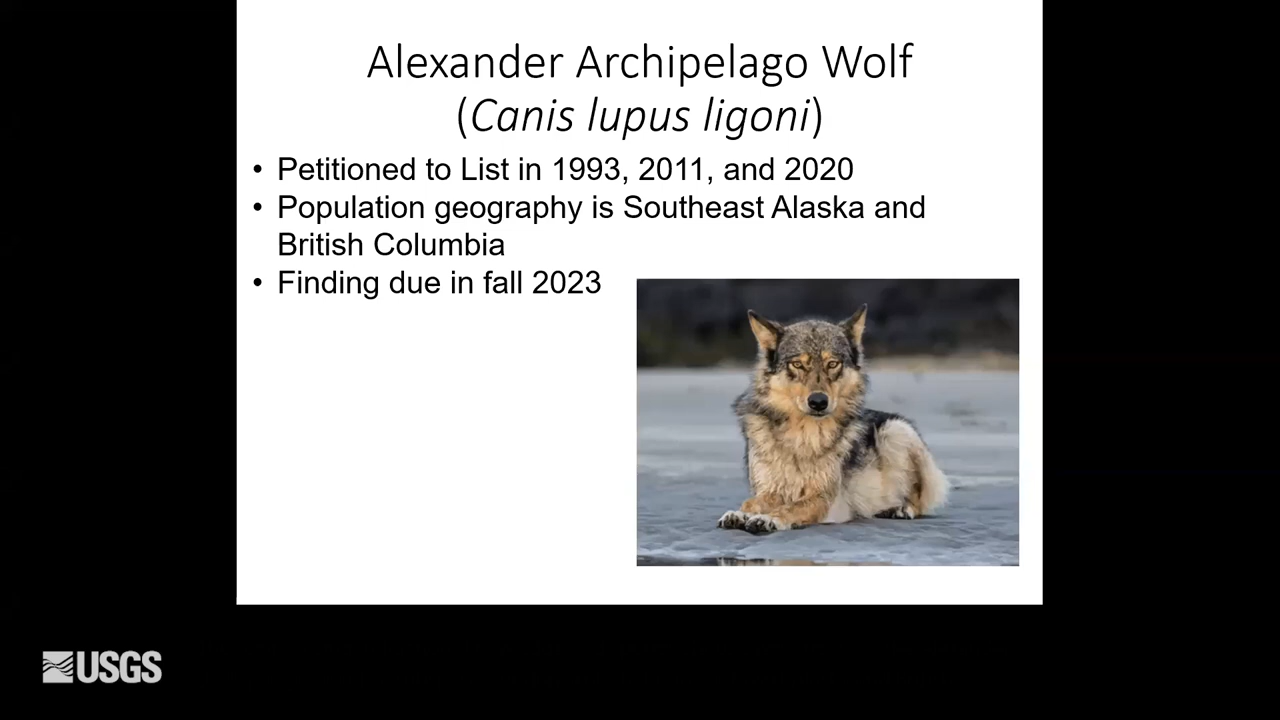 Alexander Archipelago Wolf
(Canis lupus ligoni)
• Petitioned to List in 1993, 2011, and 2020
• Population geography is Southeast Alaska and
British Columbia
• Finding due in fall 2023
USGS